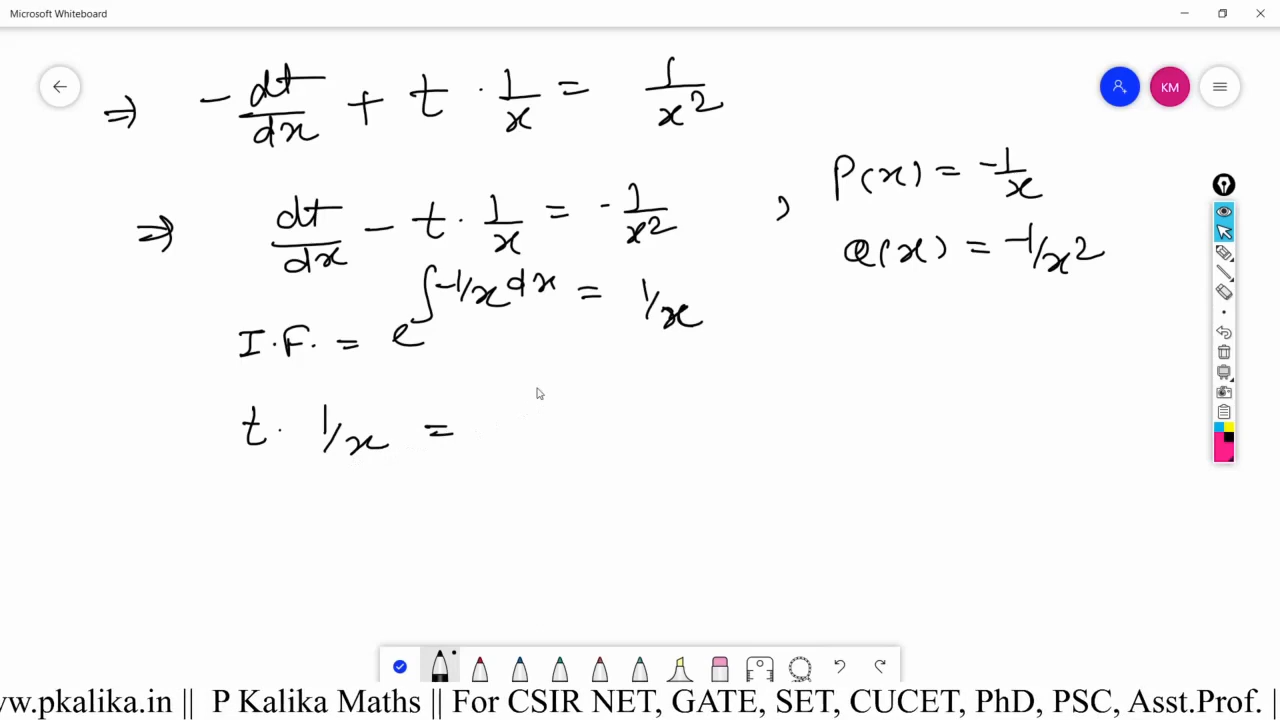 Microsoft Whiteboard
KM
⇒ - dt/dx + t · 1/x = 1/x²
⇒ dt/dx - t · 1/x = - 1/x² , P(x) = -1/x
Q(x) = -1/x²
I.F. = e^∫-1/x dx = 1/x
t · 1/x =
ww.pkalika.in || P Kalika Maths || For CSIR NET, GATE, SET, CUCET, PhD, PSC, Asst.Prof. |